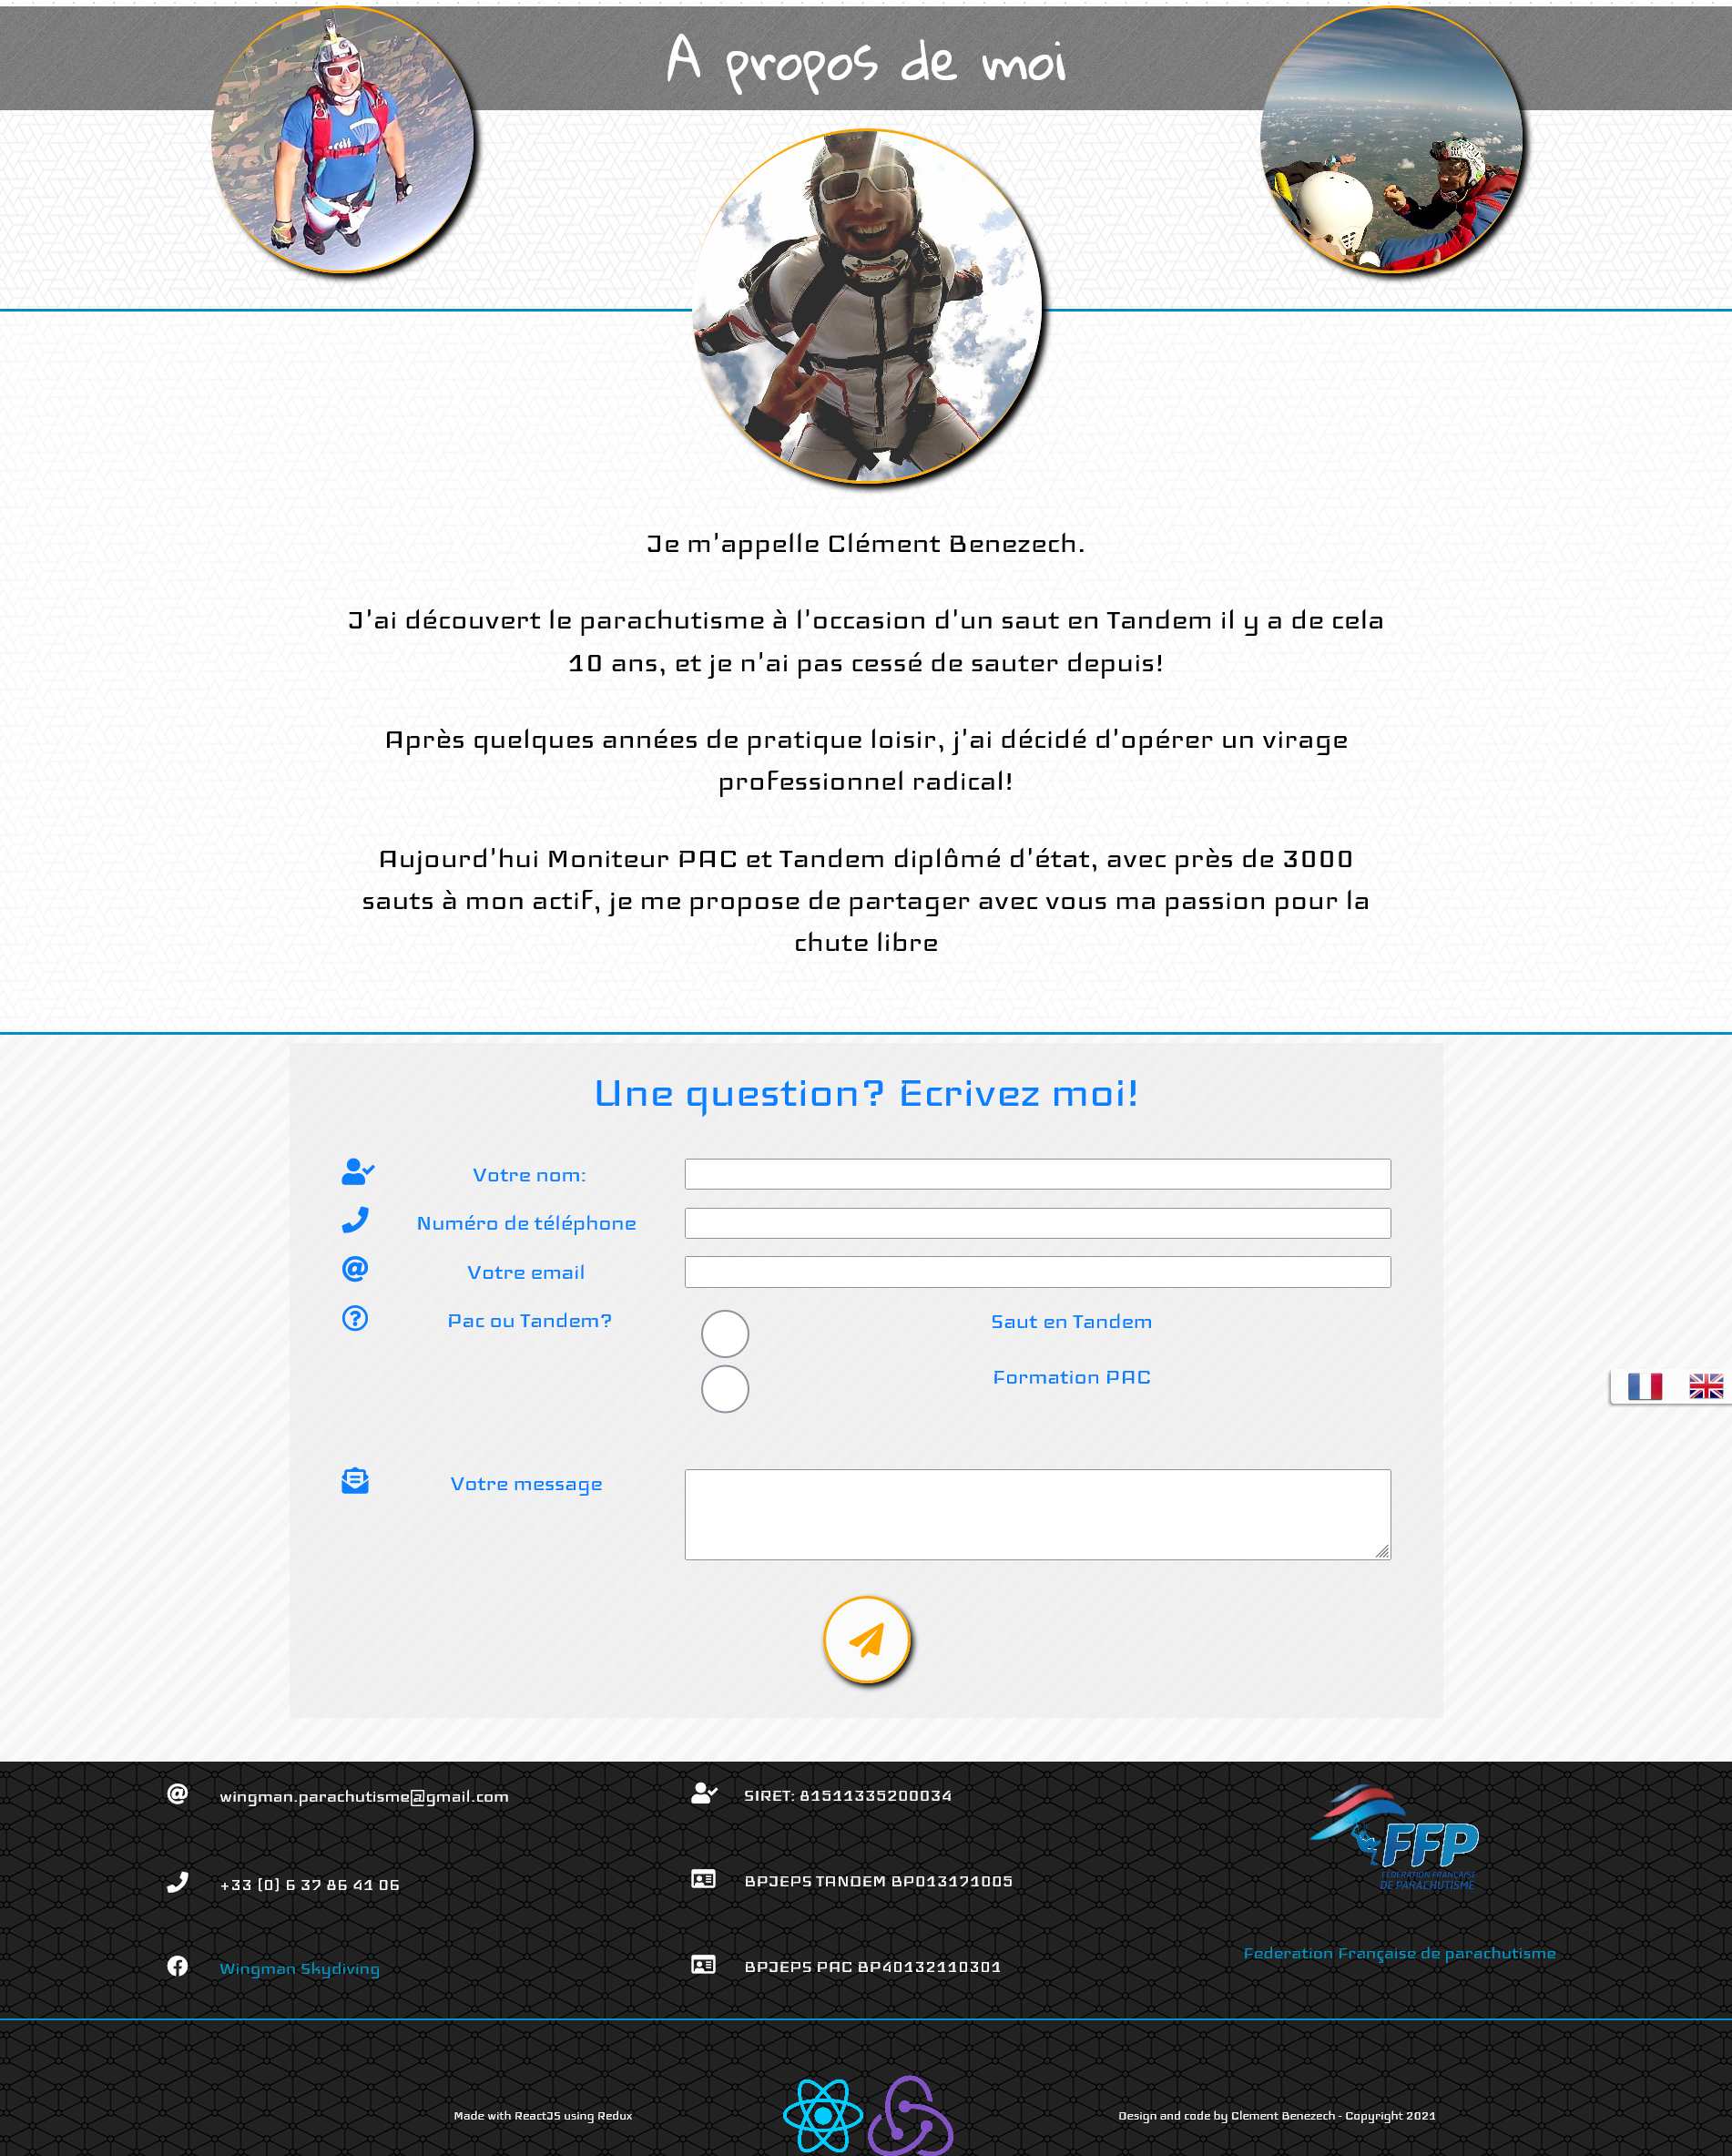 A propos de moi
Je m'appelle Clément Benezech.
J'ai découvert le parachutisme à l'occasion d'un saut en Tandem il y a de cela
10 ans, et je n'ai pas cessé de sauter depuis!
Après quelques années de pratique loisir, j'ai décidé d'opérer un virage
professionnel radical!
Aujourd'hui Moniteur PAC et Tandem diplômé d'état, avec près de 3000
sauts à mon actif, je me propose de partager avec vous ma passion pour la
chute libre
Une question? Ecrivez moi!
Votre nom:
Numéro de téléphone
Votre email
Pac ou Tandem?
Saut en Tandem
Formation PAC
Votre message
wingman.parachutisme@gmail.com
+33 (0) 6 37 86 41 06
Wingman Skydiving
SIRET: 81511335200034
BPJEPS TANDEM BP013171005
BPJEPS PAC BP40132110301
FFP
FÉDÉRATION FRANÇAISE
DE PARACHUTISME
Federation Française de parachutisme
Made with ReactJS using Redux
Design and code by Clement Benezech - Copyright 2021